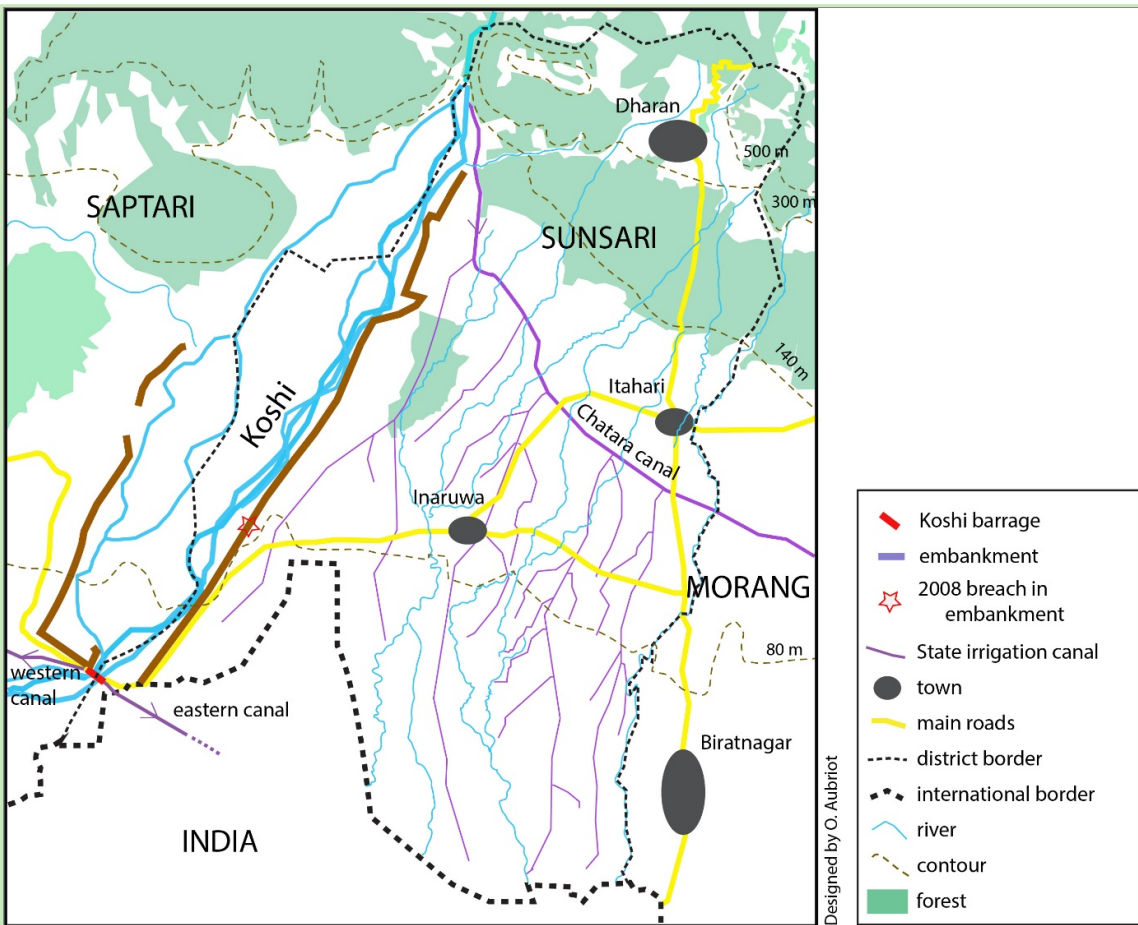 Dharan
500 m
300 m
SAPTARI
SUNSARI
140 m
Itahari
Koshi
Chatara canal
Inaruwa
MORANG
80 m
western
canal
eastern canal
Biratnagar
INDIA
Designed by O. Aubriot
Koshi barrage
embankment
2008 breach in
embankment
State irrigation canal
town
main roads
district border
international border
river
contour
forest